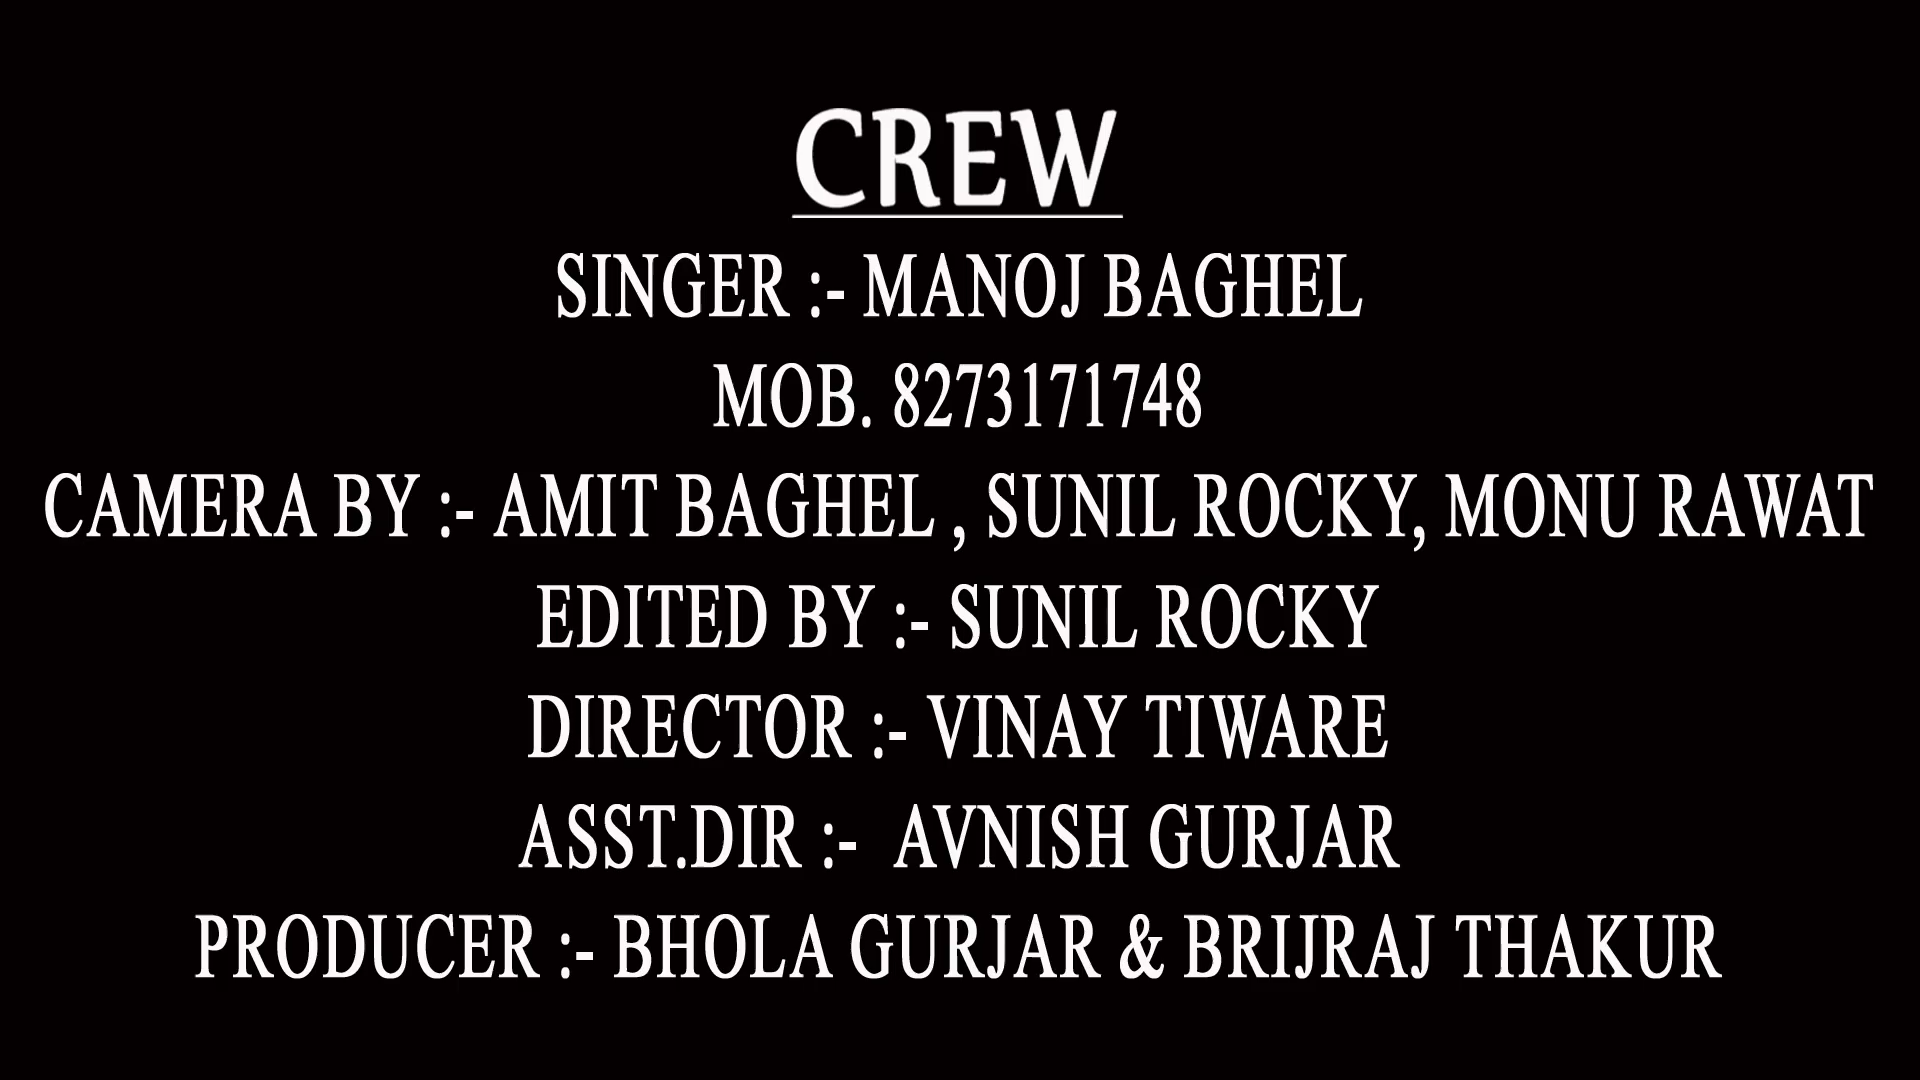 CREW
SINGER :- MANOJ BAGHEL
MOB. 8273171748
CAMERA BY :- AMIT BAGHEL , SUNIL ROCKY, MONU RAWAT
EDITED BY :- SUNIL ROCKY
DIRECTOR :- VINAY TIWARE
ASST.DIR :- AVNISH GURJAR
PRODUCER :- BHOLA GURJAR & BRIJRAJ THAKUR